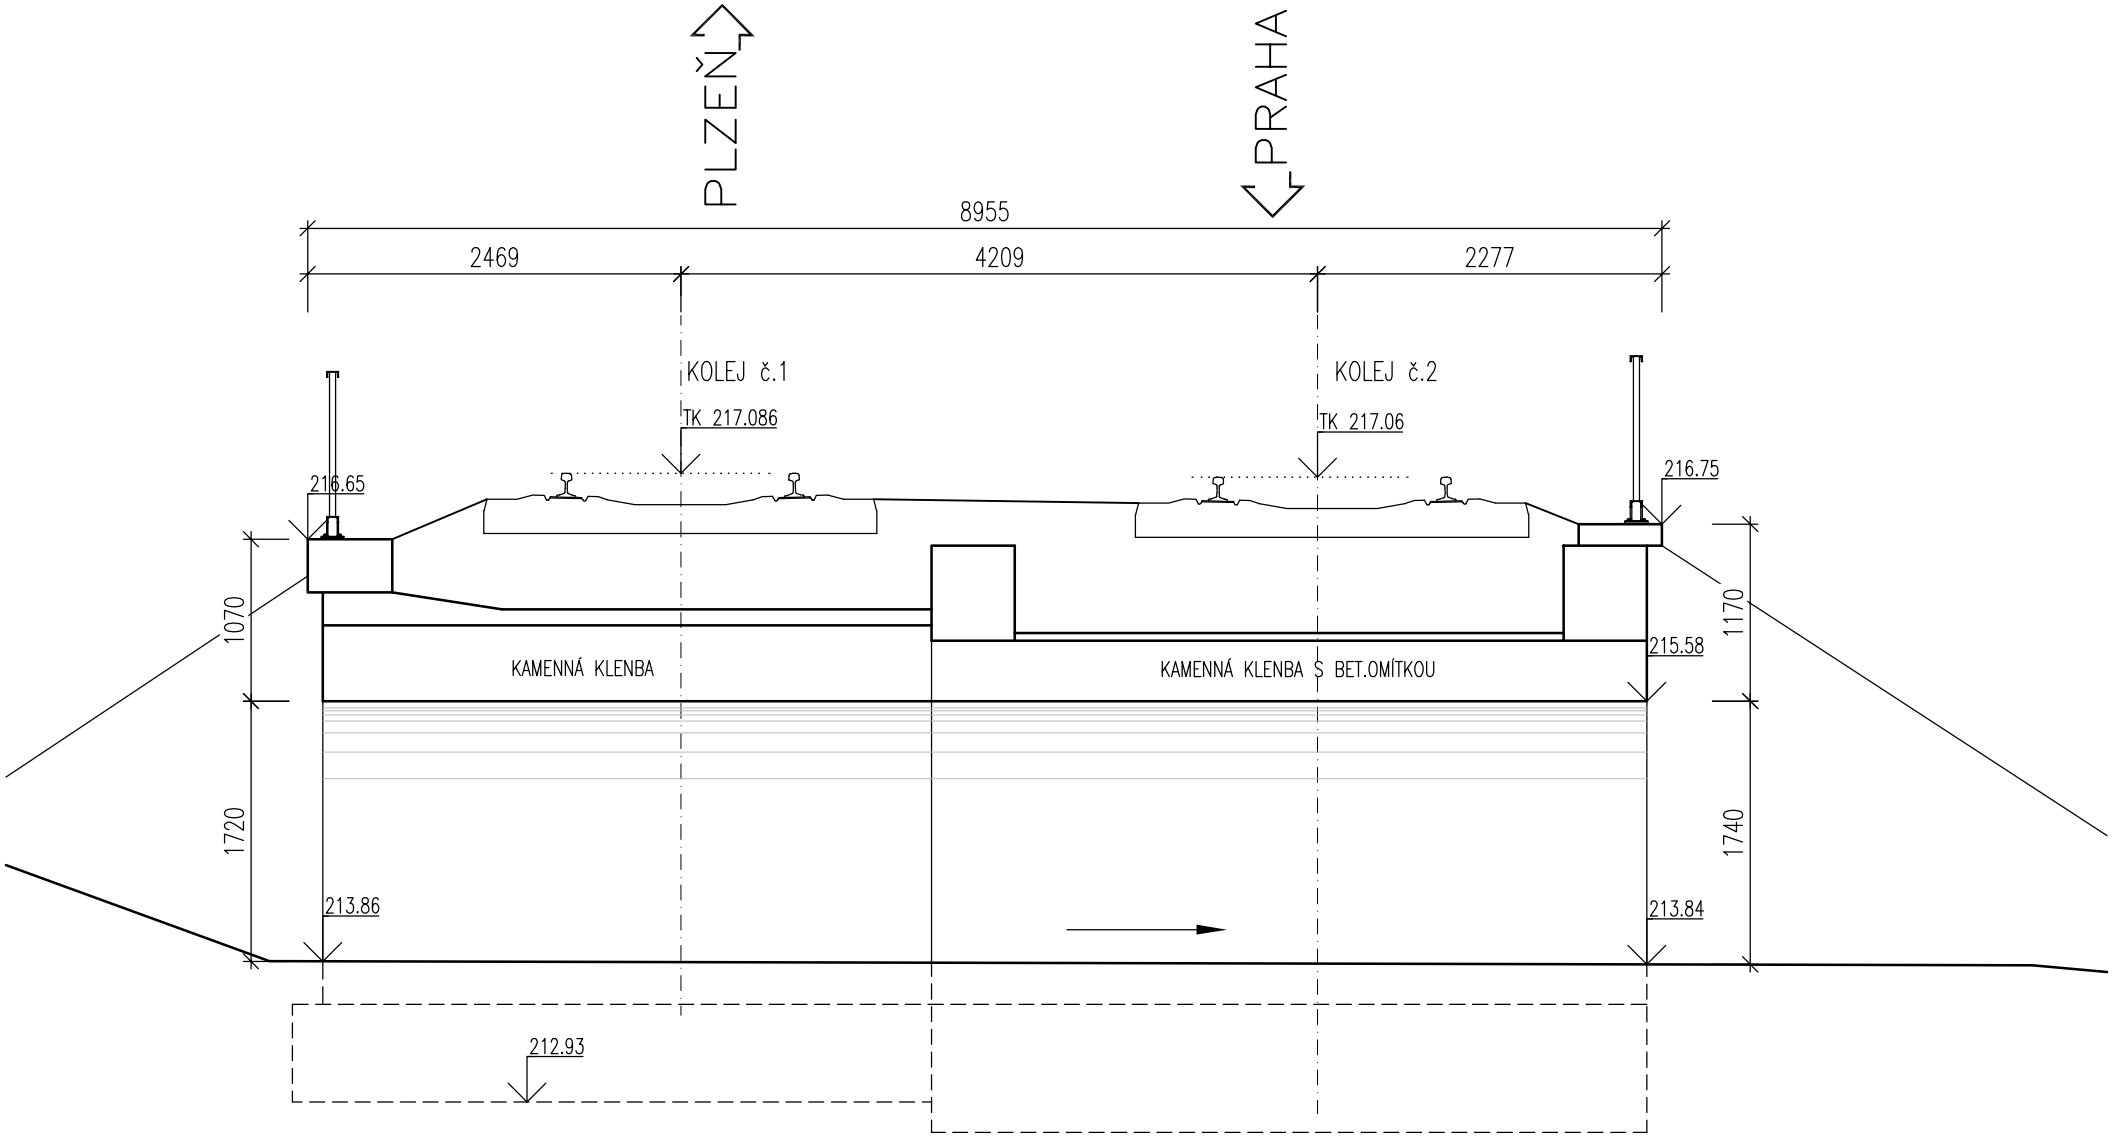 PLZEŇ
PRAHA
8955
2469
4209
2277
KOLEJ č.1
KOLEJ č.2
TK 217.086
TK 217.06
216.65
216.75
1070
1170
215.58
KAMENNÁ KLENBA
KAMENNÁ KLENBA S BET.OMÍTKOU
1720
1740
213.86
213.84
212.93